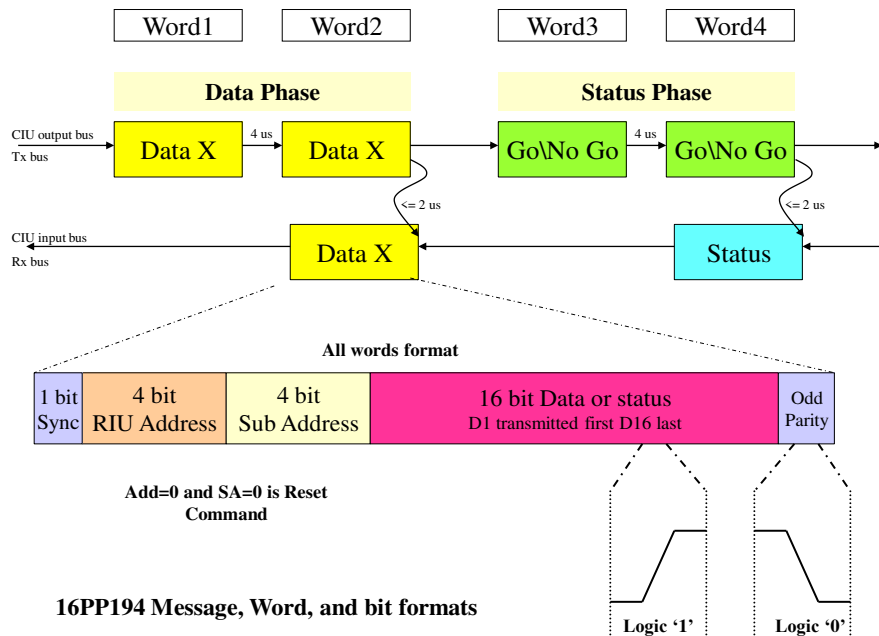 Word1
Word2
Word3
Word4
Data Phase
Status Phase
CIU output bus
Tx bus
Data X
4 us
Data X
Go\No Go
4 us
Go\No Go
<= 2 us
<= 2 us
CIU input bus
Rx bus
Data X
Status
All words format
1 bit
Sync
4 bit
RIU Address
4 bit
Sub Address
16 bit Data or status
D1 transmitted first D16 last
Odd
Parity
Add=0 and SA=0 is Reset
Command
16PP194 Message, Word, and bit formats
Logic ‘1’
Logic ‘0’